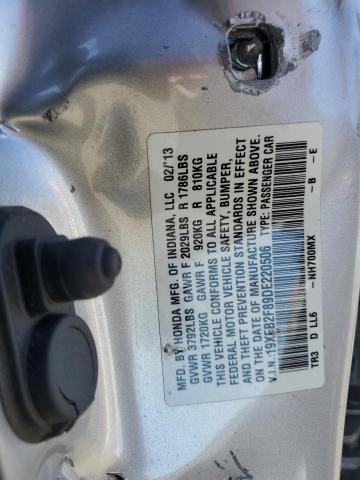 MFD. BY HONDA MFG. OF INDIANA, LLC 02/'13
GVWR 3792LBS GAWR F 2029LBS R 1786LBS
GVWR 1720KG GAWR F 920KG R 810KG
THIS VEHICLE CONFORMS TO ALL APPLICABLE
FEDERAL MOTOR VEHICLE SAFETY, BUMPER,
AND THEFT PREVENTION STANDARDS IN EFFECT
ON THE DATE OF MANUFACTURE SHOWN ABOVE.
V.I.N.:19XFB2F89DE220506 TYPE: PASSENGER CAR
-NH700MX -B -E
TR3 D LL6